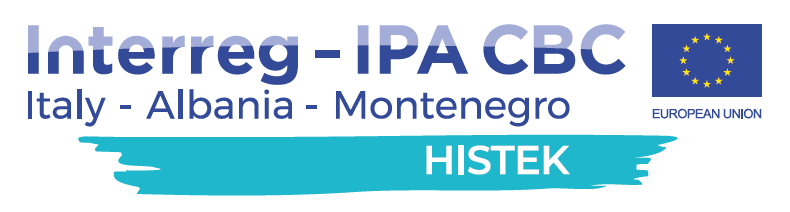 Interreg - IPA CBC
Italy - Albania - Montenegro
EUROPEAN UNION
HISTEK